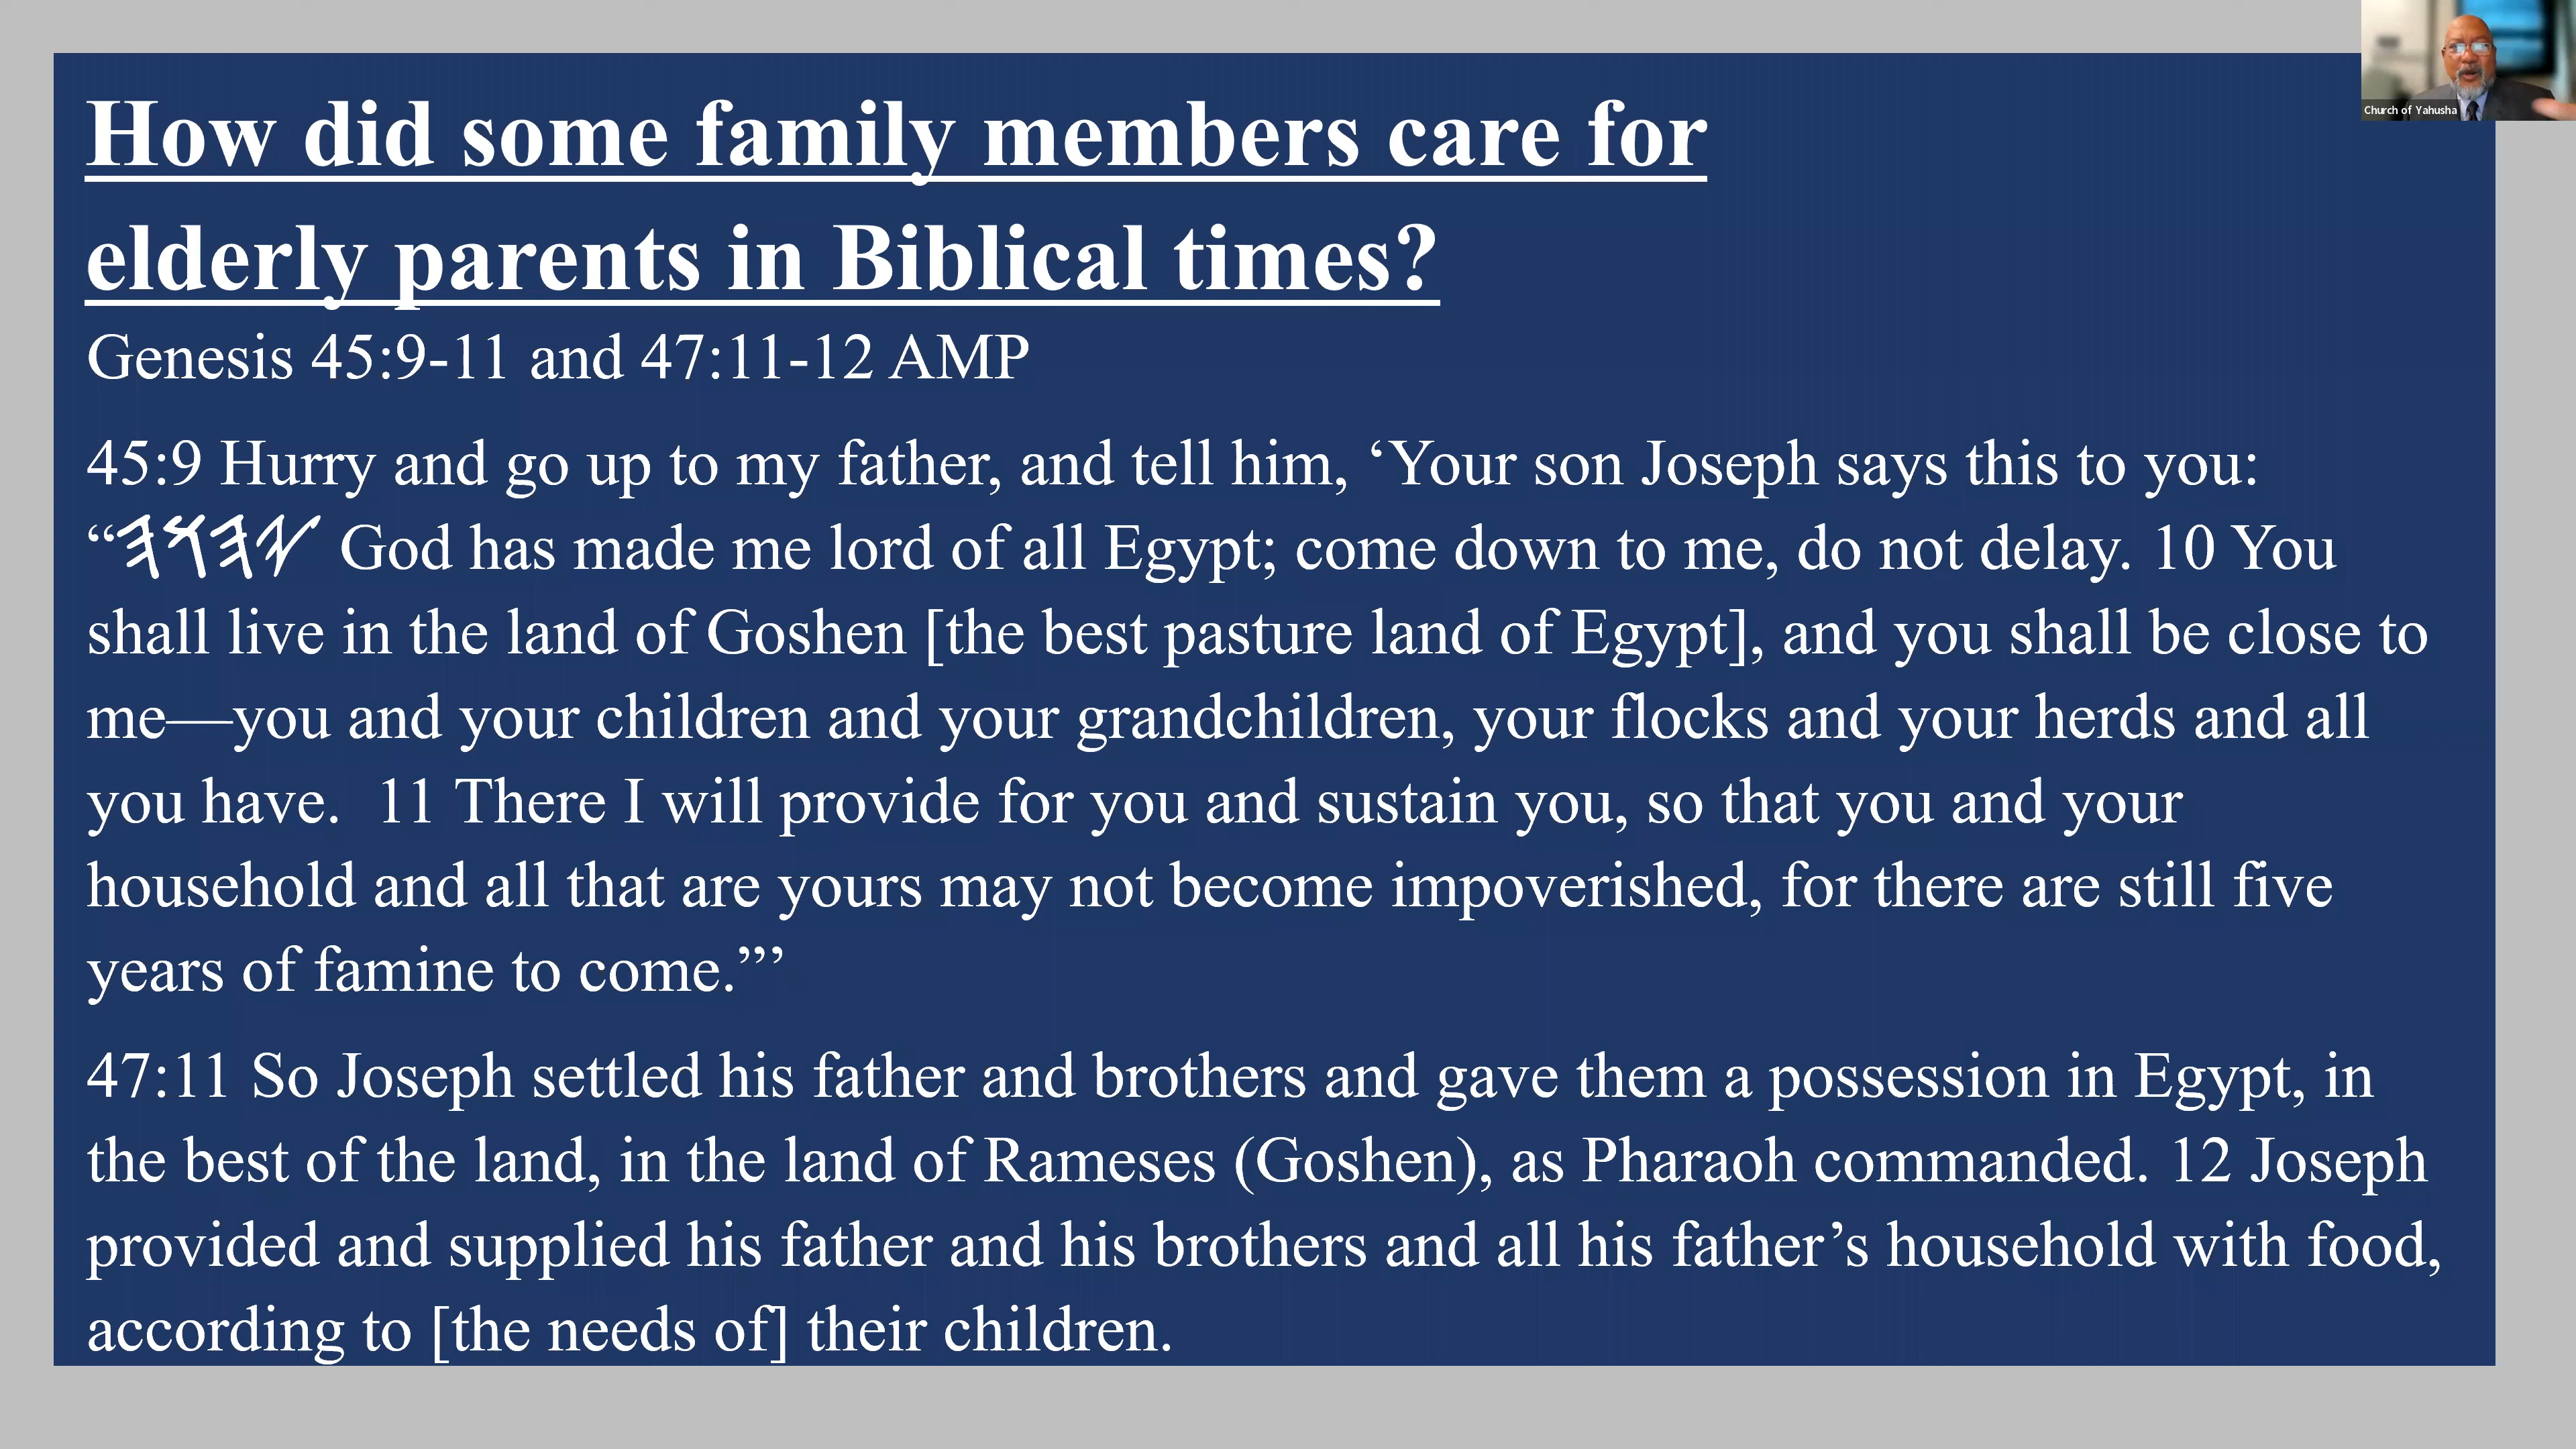 How did some family members care for
elderly parents in Biblical times?
Genesis 45:9-11 and 47:11-12 AMP
45:9 Hurry and go up to my father, and tell him, ‘Your son Joseph says this to you:
“𐤉𐤄𐤅𐤄 God has made me lord of all Egypt; come down to me, do not delay. 10 You
shall live in the land of Goshen [the best pasture land of Egypt], and you shall be close to
me—you and your children and your grandchildren, your flocks and your herds and all
you have.  11 There I will provide for you and sustain you, so that you and your
household and all that are yours may not become impoverished, for there are still five
years of famine to come.”’
47:11 So Joseph settled his father and brothers and gave them a possession in Egypt, in
the best of the land, in the land of Rameses (Goshen), as Pharaoh commanded. 12 Joseph
provided and supplied his father and his brothers and all his father’s household with food,
according to [the needs of] their children.
Church of Yahusha